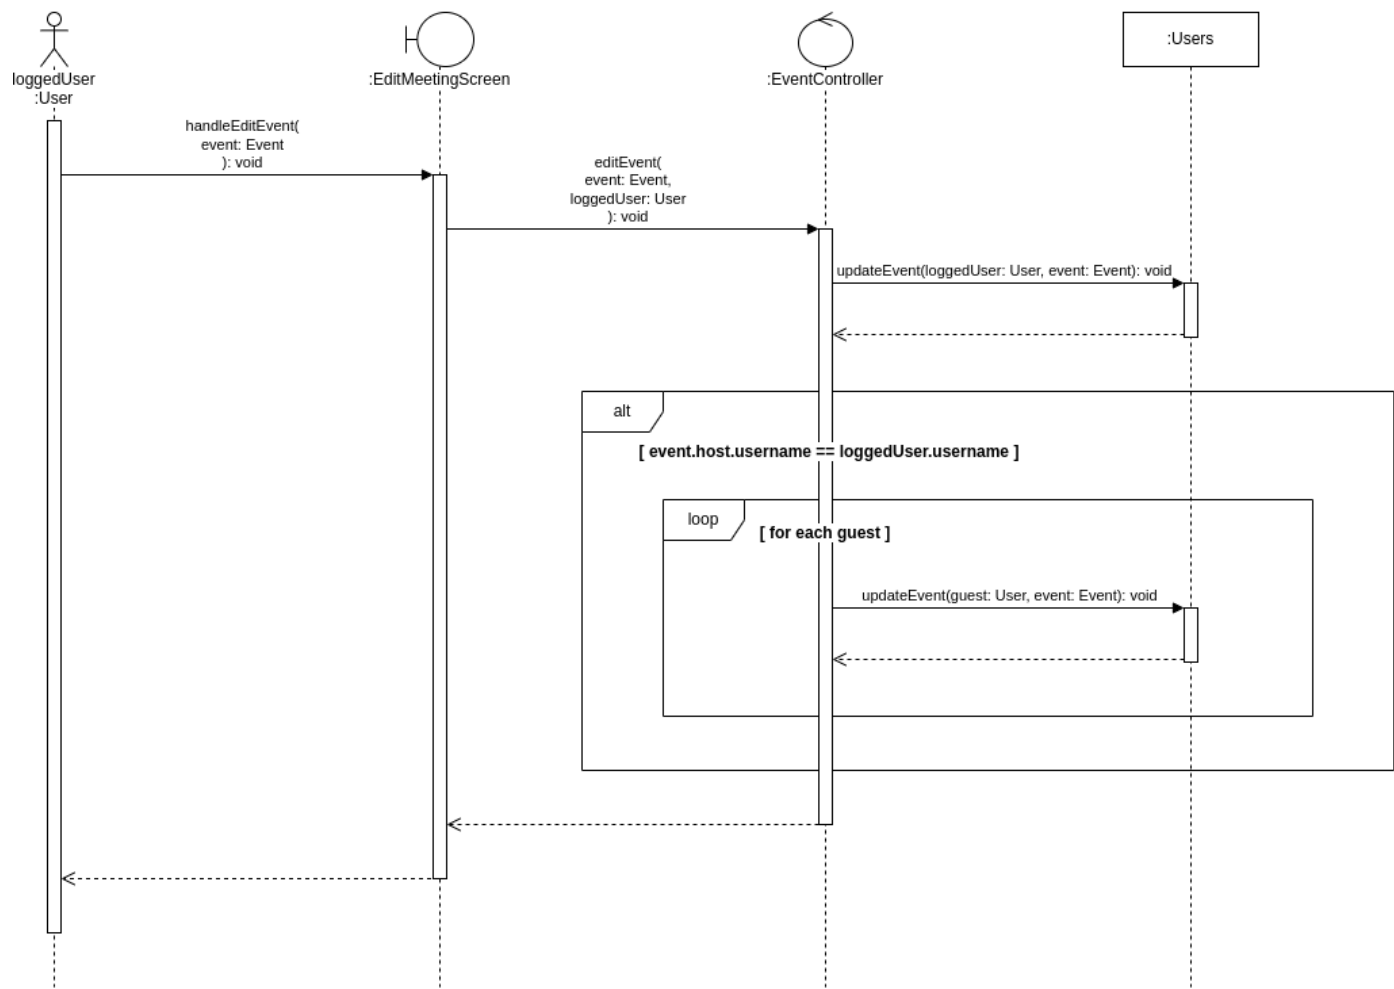 loggedUser
:User
:EditMeetingScreen
:EventController
:Users
handleEditEvent(
event: Event
): void
editEvent(
event: Event,
loggedUser: User
): void
updateEvent(loggedUser: User, event: Event): void
alt
[ event.host.username == loggedUser.username ]
loop
[ for each guest ]
updateEvent(guest: User, event: Event): void